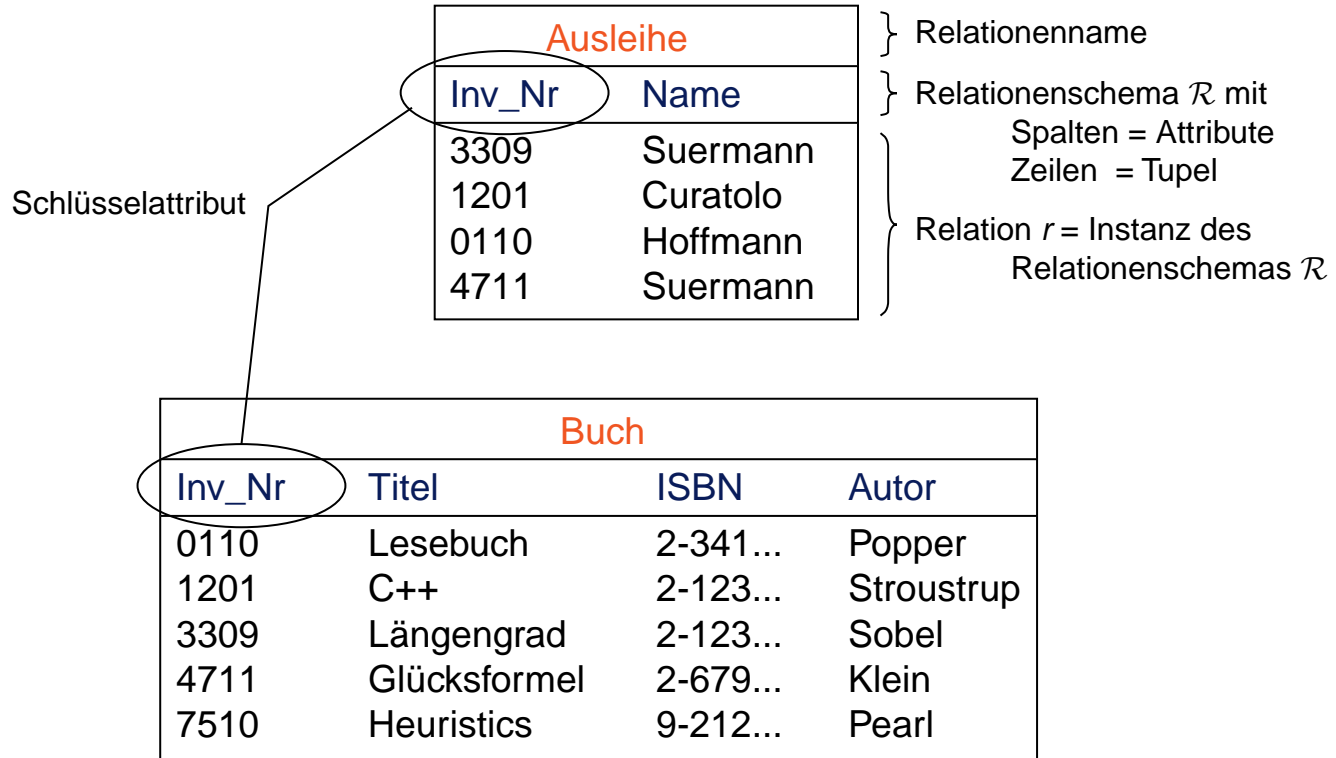 Ausleihe
Relationenname
Inv_Nr Name
Relationenschema ℛ mit
Spalten = Attribute
Zeilen = Tupel
3309 Suermann
1201 Curatolo
0110 Hoffmann
4711 Suermann
Relation r = Instanz des
Relationenschemas ℛ
Schlüsselattribut
Buch
Inv_Nr Titel ISBN Autor
0110 Lesebuch 2-341... Popper
1201 C++ 2-123... Stroustrup
3309 Längengrad 2-123... Sobel
4711 Glücksformel 2-679... Klein
7510 Heuristics 9-212... Pearl